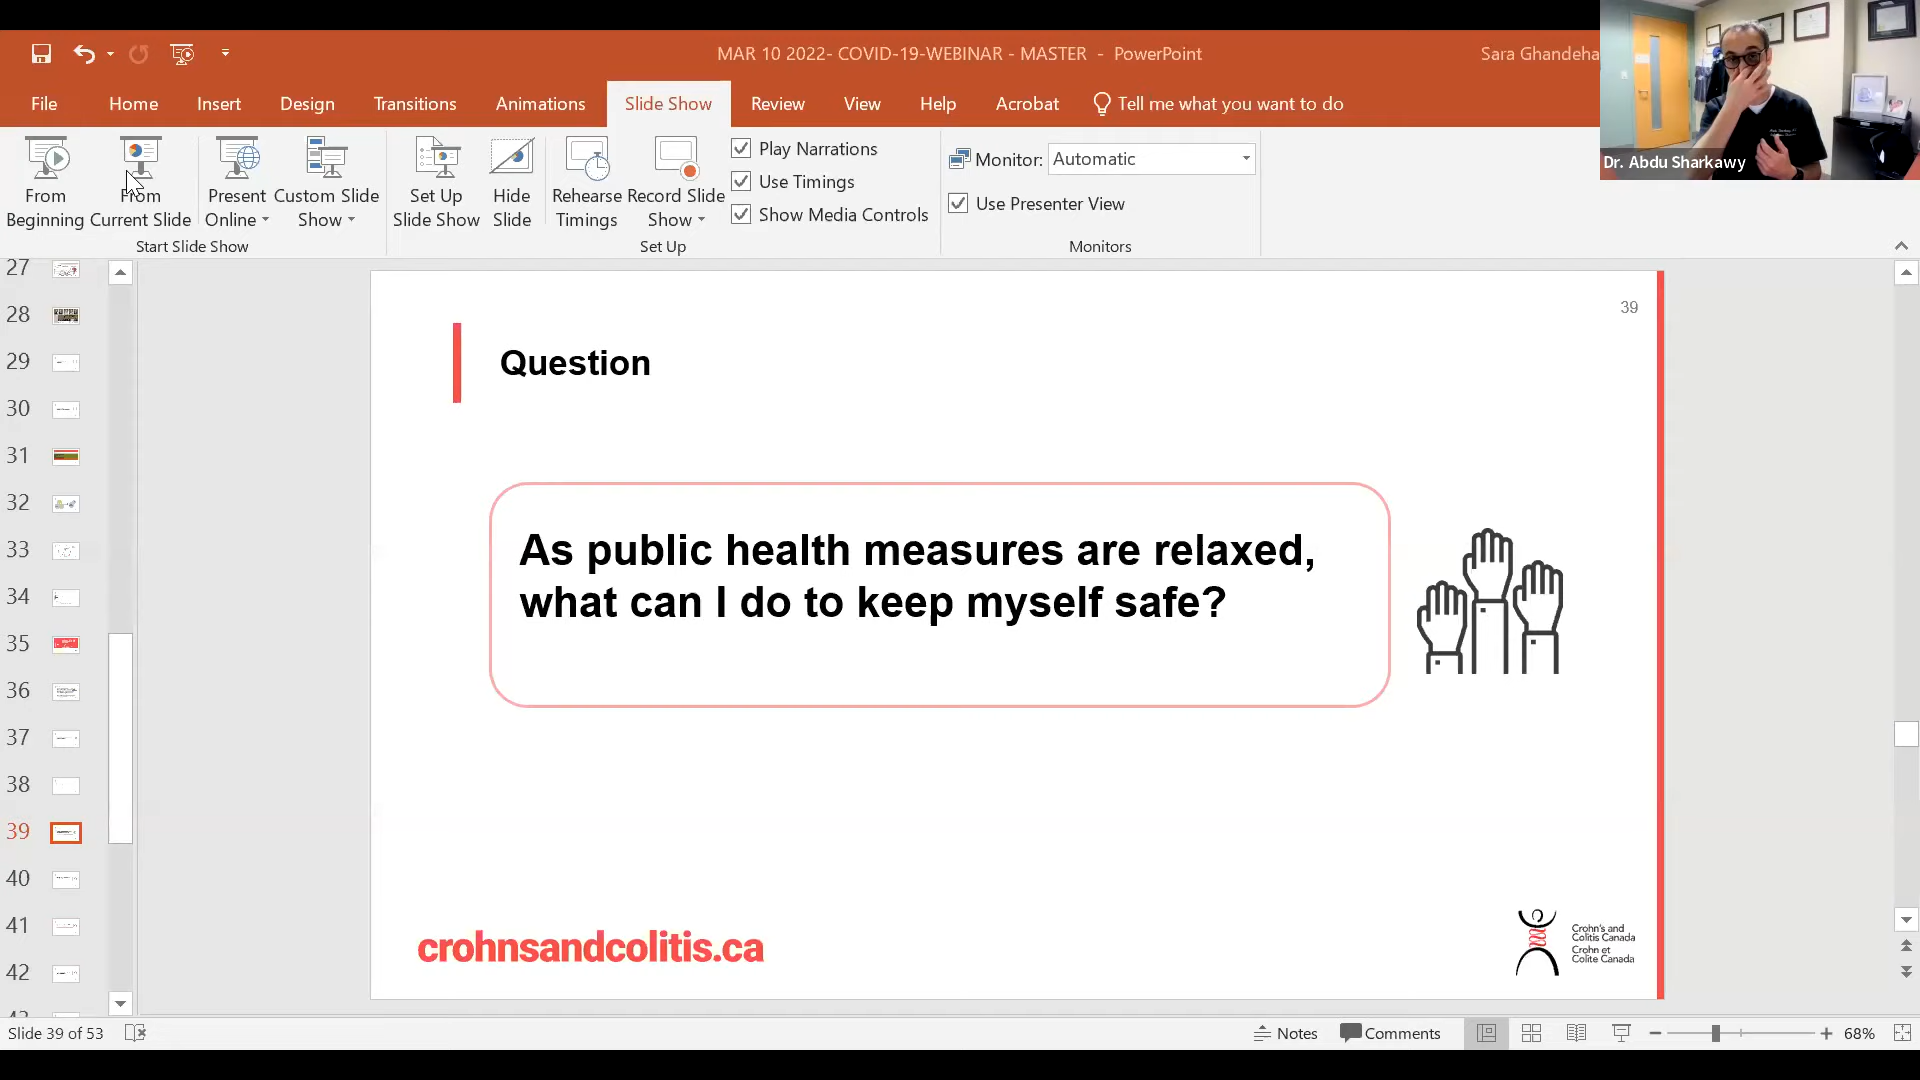 MAR 10 2022- COVID-19-WEBINAR - MASTER - PowerPoint
Sara Ghandeha
File
Home
Insert
Design
Transitions
Animations
Slide Show
Review
View
Help
Acrobat
Tell me what you want to do
Dr. Abdu Sharkawy
From
Beginning
From
Current Slide
Present
Online
Custom Slide
Show
Set Up
Slide Show
Hide
Slide
Rehearse
Timings
Record Slide
Show
Play Narrations
Use Timings
Show Media Controls
Monitor:
Automatic
Use Presenter View
Start Slide Show
Set Up
Monitors
27
28
29
30
31
32
33
34
35
36
37
38
39
40
41
42
39
Question
As public health measures are relaxed,
what can I do to keep myself safe?
crohnsandcolitis.ca
Crohn's and
Colitis Canada
Crohn et
Colite Canada
Slide 39 of 53
Notes
Comments
68%